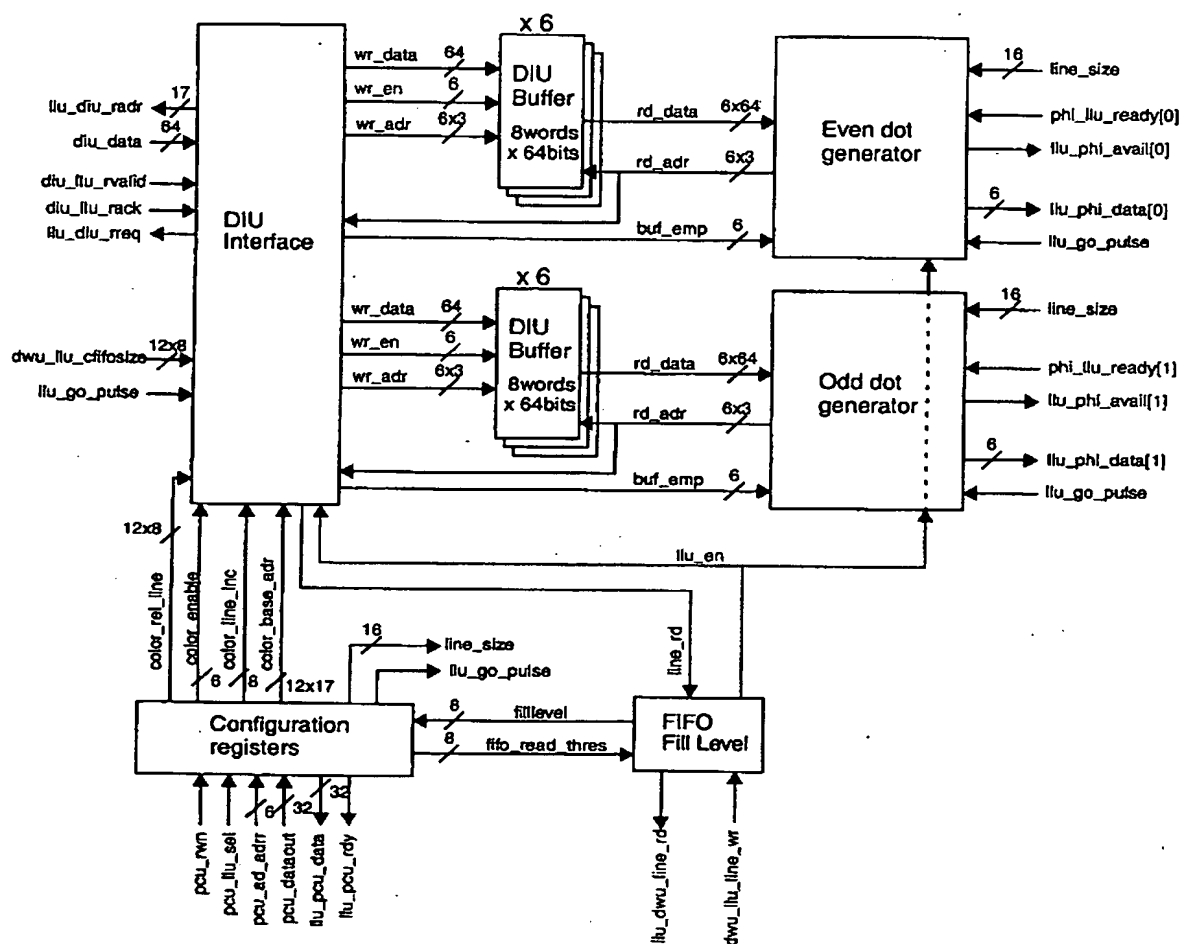 x 6
DIU
Buffer
8words
x 64bits
wr_data
64
wr_en
6
wr_adr
6x3
rd_data
6x64
rd_adr
6x3
buf_emp
6
Even dot
generator
16
line_size
phi_llu_ready[0]
llu_phi_avail[0]
6
llu_phi_data[0]
llu_go_pulse
17
llu_diu_radr
64
diu_data
diu_llu_rvalid
diu_llu_rack
llu_diu_rreq
DIU
Interface
x 6
DIU
Buffer
8words
x 64bits
wr_data
64
wr_en
6
wr_adr
6x3
rd_data
6x64
rd_adr
6x3
buf_emp
6
Odd dot
generator
16
line_size
phi_llu_ready[1]
llu_phi_avail[1]
6
llu_phi_data[1]
llu_go_pulse
dwu_llu_cfifosize
12x8
llu_go_pulse
12x8
color_rel_line
color_enable
6
color_line_inc
8
color_base_adr
12x17
llu_en
line_rd
16
line_size
llu_go_pulse
Configuration
registers
8
filllevel
8
fifo_read_thres
FIFO
Fill Level
pcu_rwn
pcu_llu_sel
pcu_ad_adrr
6
pcu_dataout
32
llu_pcu_data
32
llu_pcu_rdy
llu_dwu_line_rd
dwu_llu_line_wr